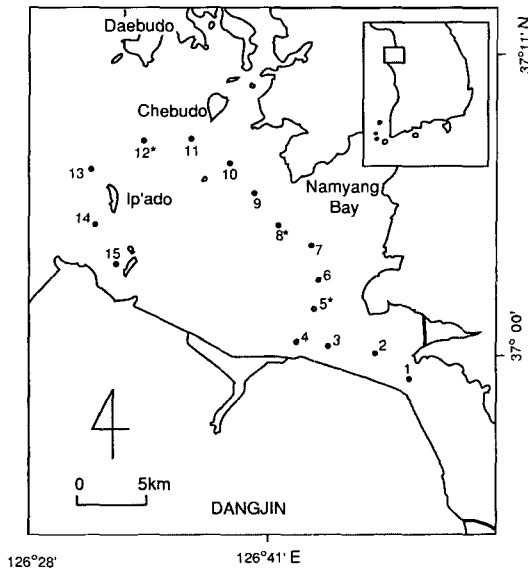 Daebudo
37°11' N
Chebudo
12*
11
10
13
Ip'ado
9
Namyang
Bay
14
8*
7
15
6
5*
4
3
2
37° 00'
1
0 5km
DANGJIN
126°28'
126°41' E